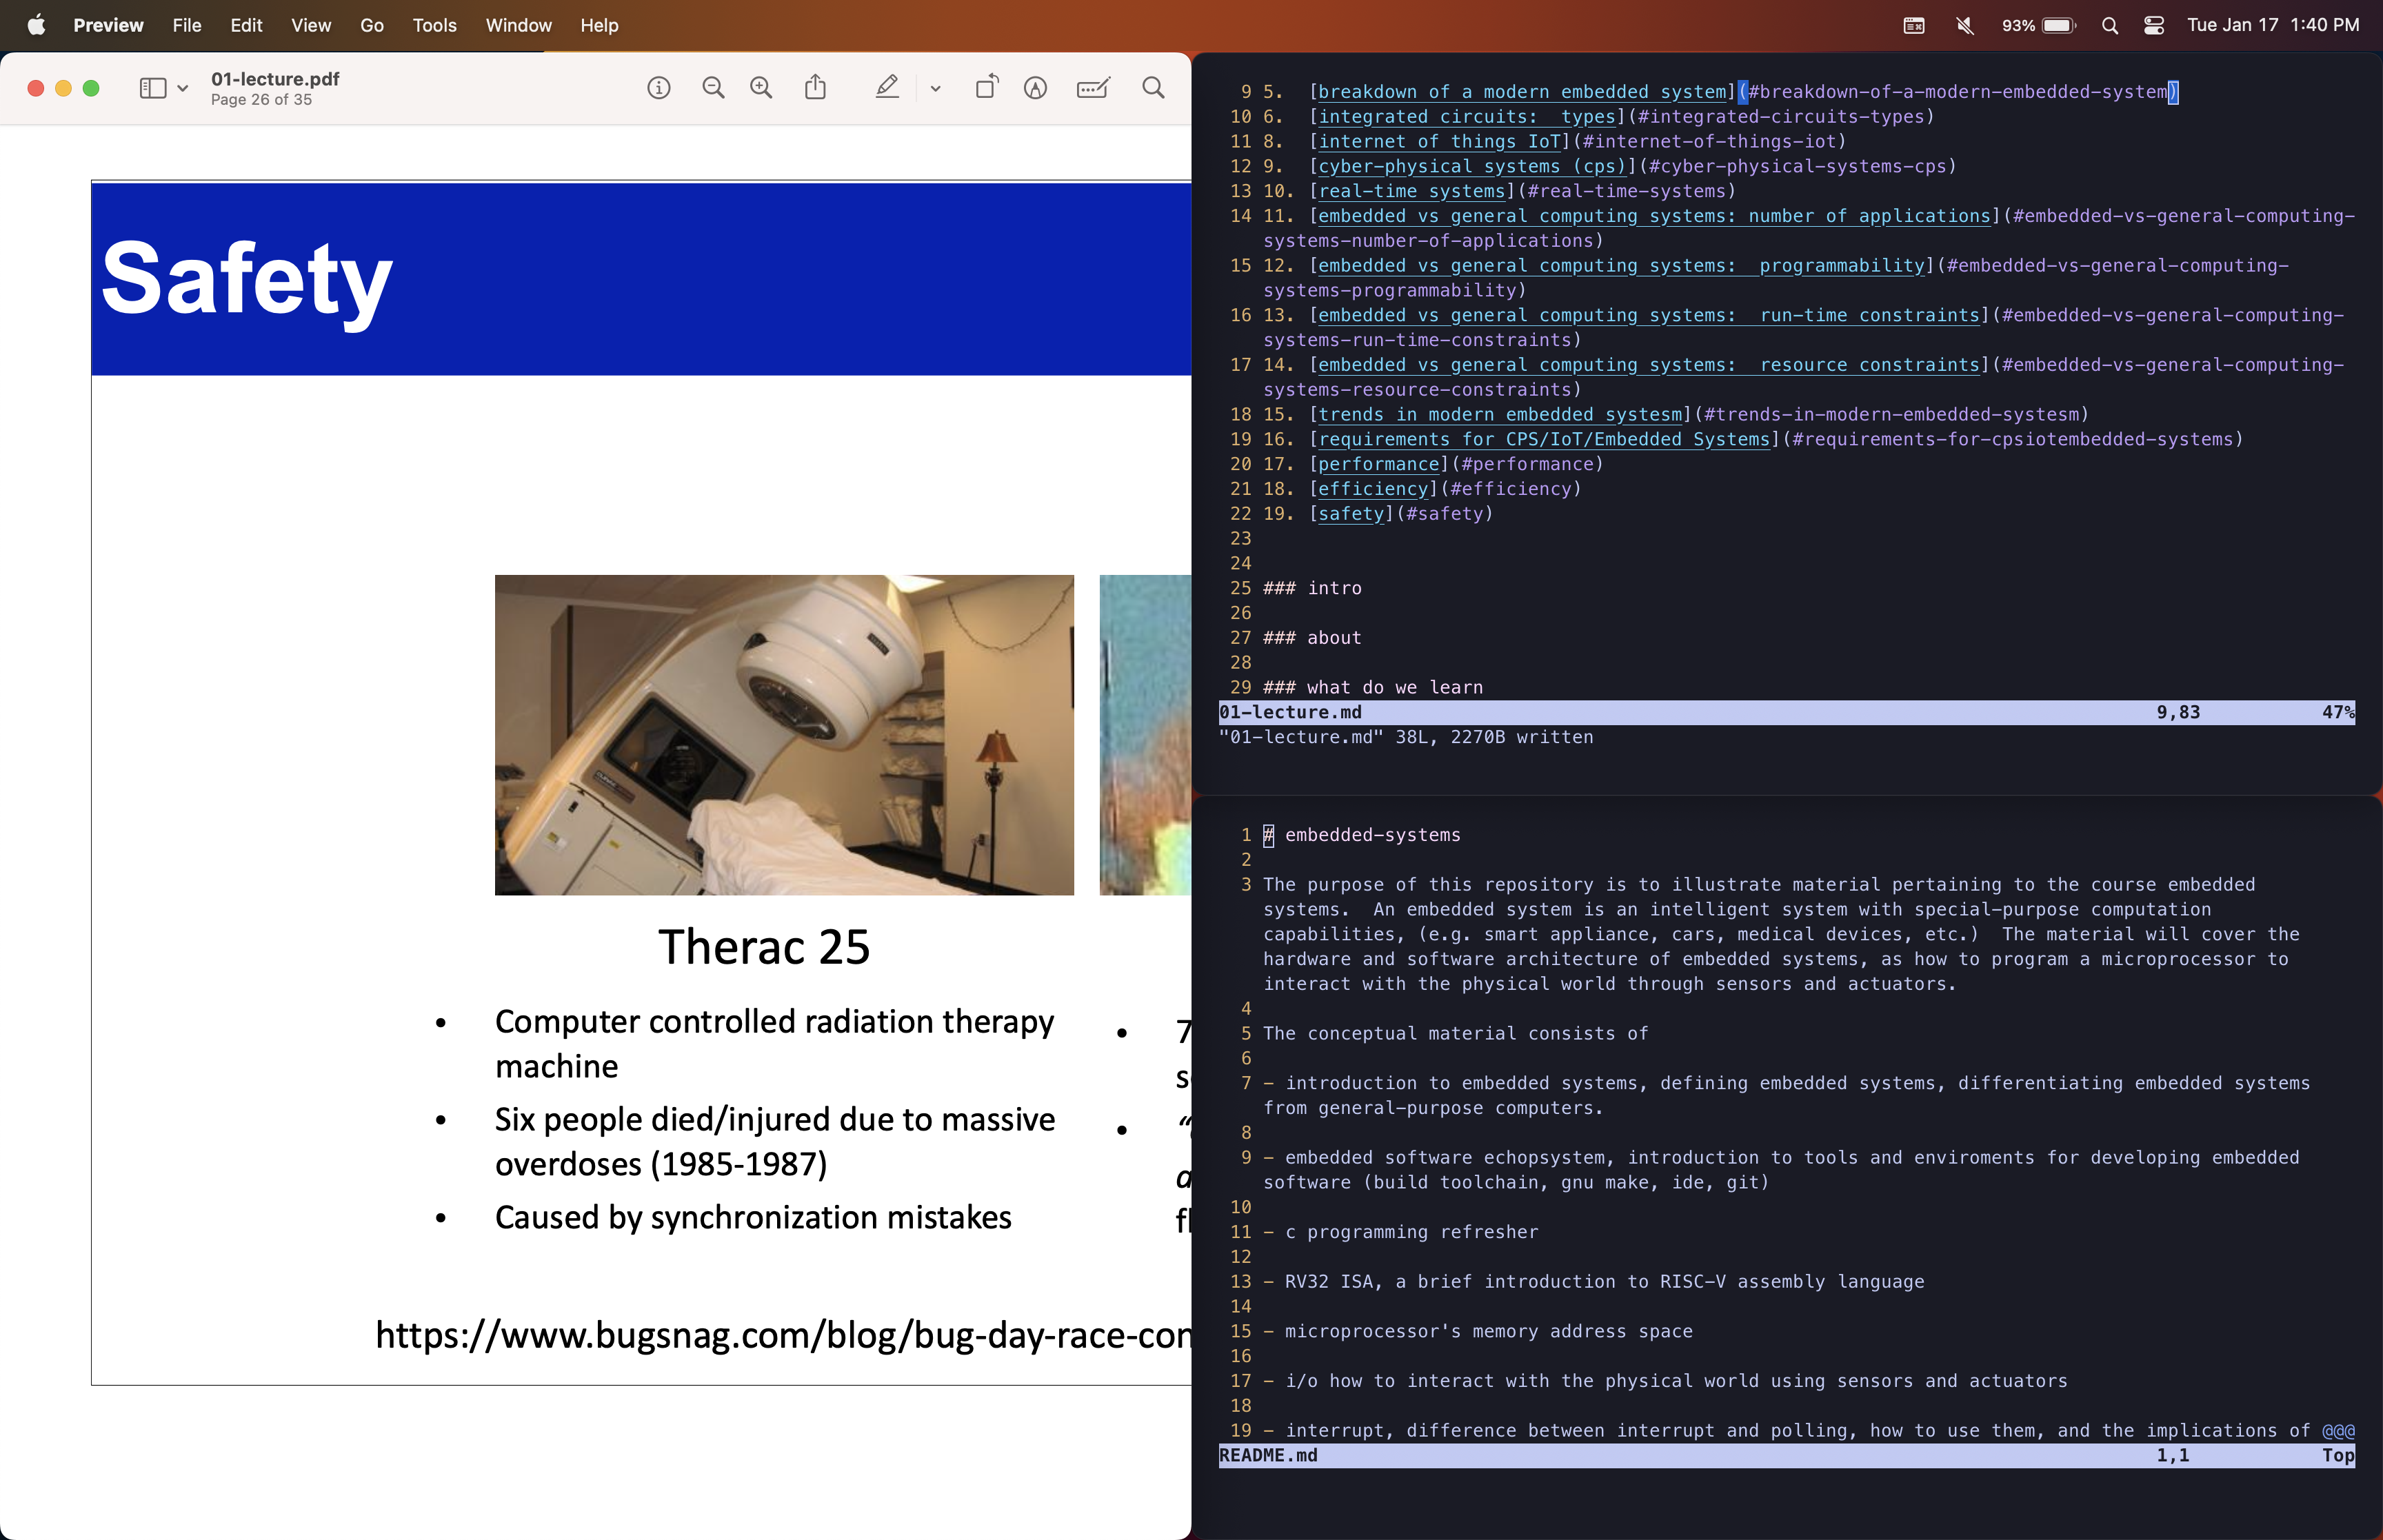 Preview File Edit View Go Tools Window Help
93% Tue Jan 17 1:40 PM
01-lecture.pdf
Page 26 of 35
Safety
Therac 25
• Computer controlled radiation therapy
machine
• Six people died/injured due to massive
overdoses (1985-1987)
• Caused by synchronization mistakes
• 7
s
• “
a
fl
https://www.bugsnag.com/blog/bug-day-race-con
9 5. [breakdown of a modern embedded system](#breakdown-of-a-modern-embedded-system)
10 6. [integrated circuits:  types](#integrated-circuits-types)
11 8. [internet of things IoT](#internet-of-things-iot)
12 9. [cyber-physical systems (cps)](#cyber-physical-systems-cps)
13 10. [real-time systems](#real-time-systems)
14 11. [embedded vs general computing systems: number of applications](#embedded-vs-general-computing-
systems-number-of-applications)
15 12. [embedded vs general computing systems:  programmability](#embedded-vs-general-computing-
systems-programmability)
16 13. [embedded vs general computing systems:  run-time constraints](#embedded-vs-general-computing-
systems-run-time-constraints)
17 14. [embedded vs general computing systems:  resource constraints](#embedded-vs-general-computing-
systems-resource-constraints)
18 15. [trends in modern embedded systesm](#trends-in-modern-embedded-systesm)
19 16. [requirements for CPS/IoT/Embedded Systems](#requirements-for-cpsiotembedded-systems)
20 17. [performance](#performance)
21 18. [efficiency](#efficiency)
22 19. [safety](#safety)
23
24
25 ### intro
26
27 ### about
28
29 ### what do we learn
01-lecture.md 9,83 47%
"01-lecture.md" 38L, 2270B written
1 # embedded-systems
2
3 The purpose of this repository is to illustrate material pertaining to the course embedded
systems.  An embedded system is an intelligent system with special-purpose computation
capabilities, (e.g. smart appliance, cars, medical devices, etc.)  The material will cover the
hardware and software architecture of embedded systems, as how to program a microprocessor to
interact with the physical world through sensors and actuators.
4
5 The conceptual material consists of
6
7 - introduction to embedded systems, defining embedded systems, differentiating embedded systems
from general-purpose computers.
8
9 - embedded software echopsystem, introduction to tools and enviroments for developing embedded
software (build toolchain, gnu make, ide, git)
10
11 - c programming refresher
12
13 - RV32 ISA, a brief introduction to RISC-V assembly language
14
15 - microprocessor's memory address space
16
17 - i/o how to interact with the physical world using sensors and actuators
18
19 - interrupt, difference between interrupt and polling, how to use them, and the implications of @@@
README.md 1,1 Top